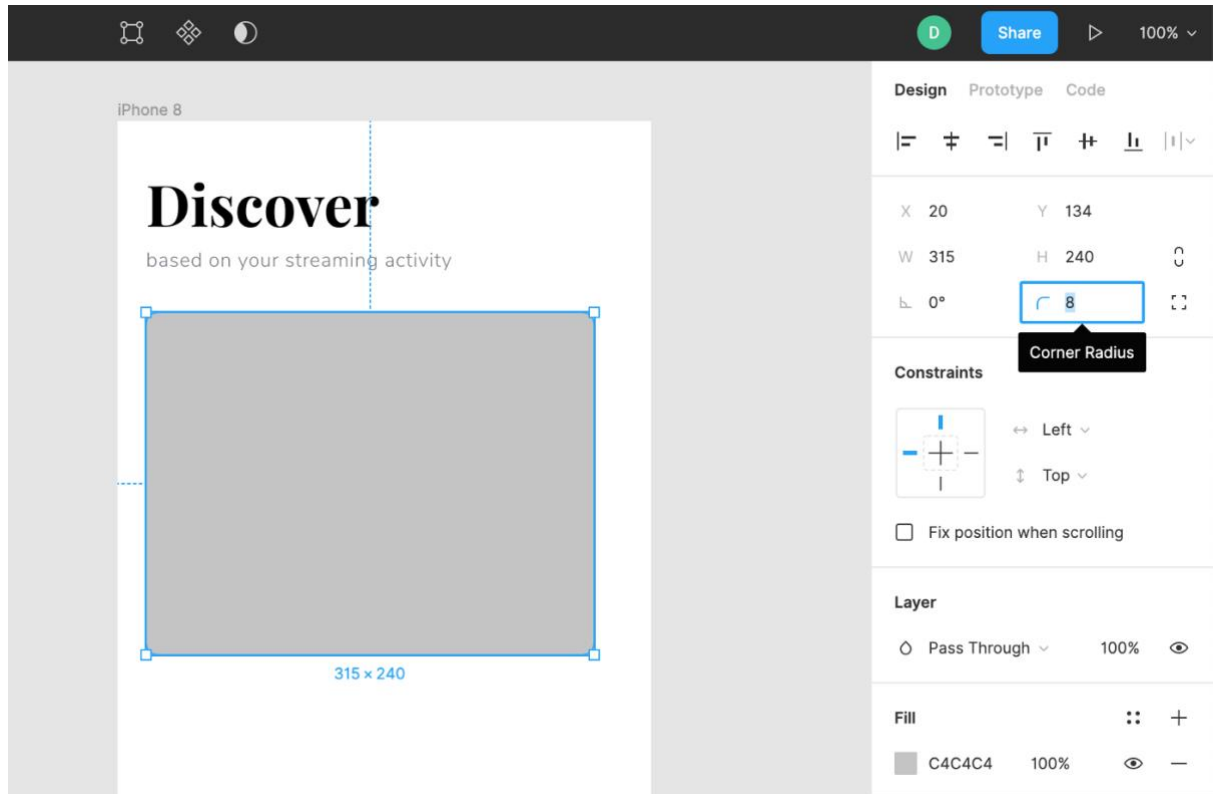 D Share 100%
Design Prototype Code
iPhone 8
Discover
based on your streaming activity
315 × 240
X 20 Y 134
W 315 H 240
0° 8
Corner Radius
Constraints
Left
Top
Fix position when scrolling
Layer
Pass Through 100%
Fill
C4C4C4 100%